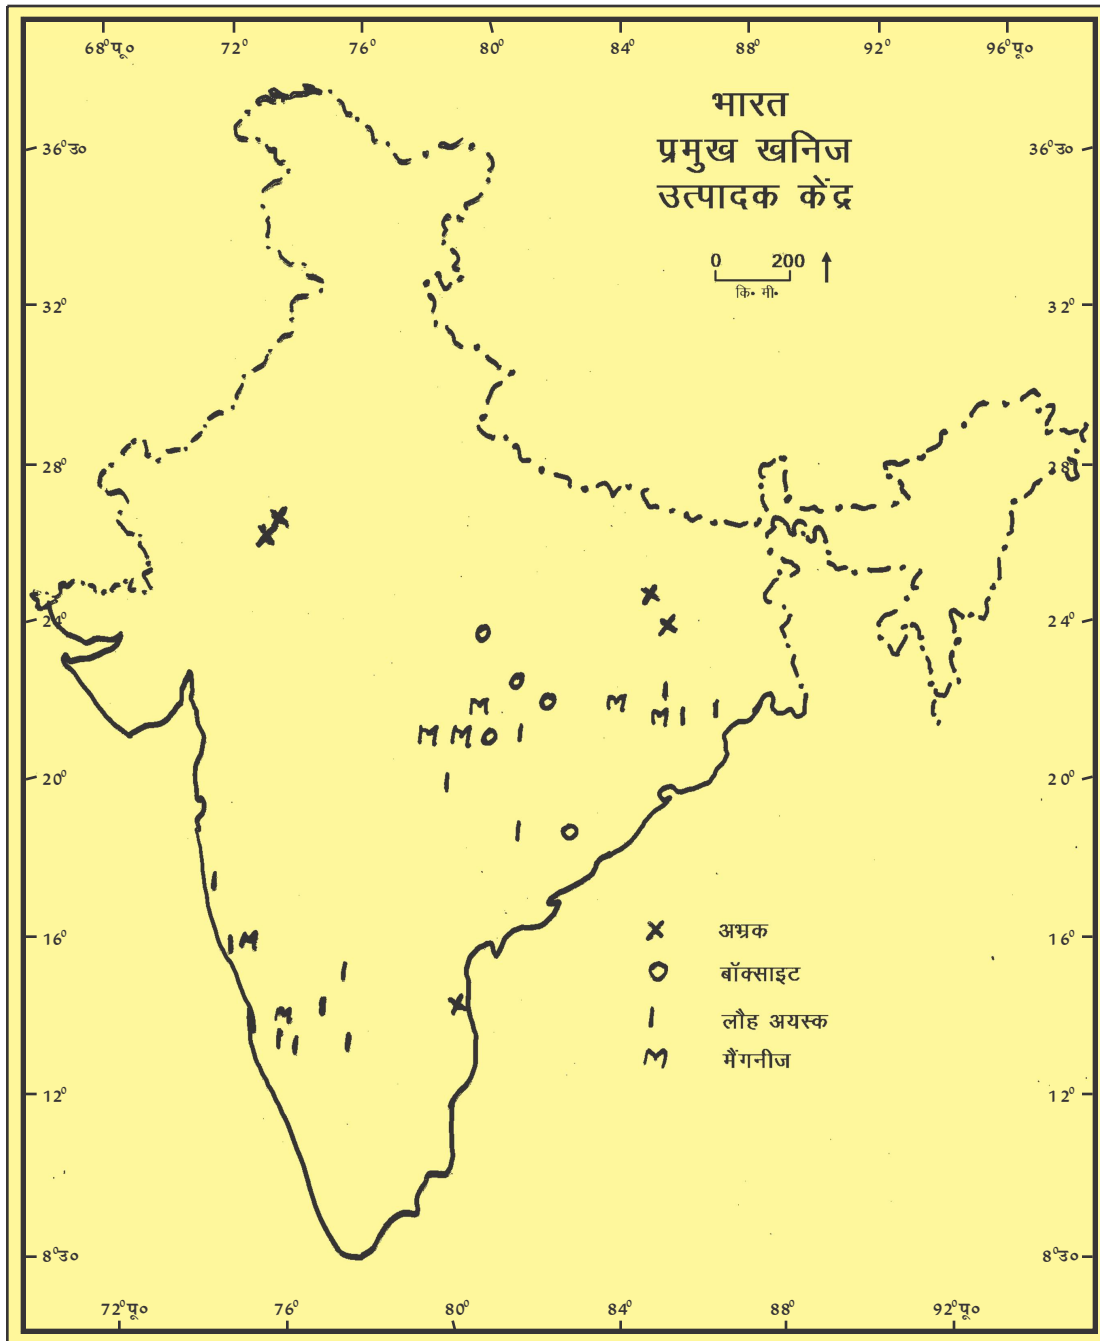 68°पू० 72° 76° 80° 84° 88° 92° 96°पू०
भारत
प्रमुख खनिज
उत्पादक केंद्र
36°उ० 36°उ०
0 200
कि॰ मी॰
32° 32°
28° 28°
24° 24°
20° 20°
M
M M
M
M
M
M
अभ्रक
16° 16°
बॉक्साइट
लौह अयस्क
M मैंगनीज
12° 12°
8°उ० 8°उ०
72°पू० 76° 80° 84° 88° 92°पू०